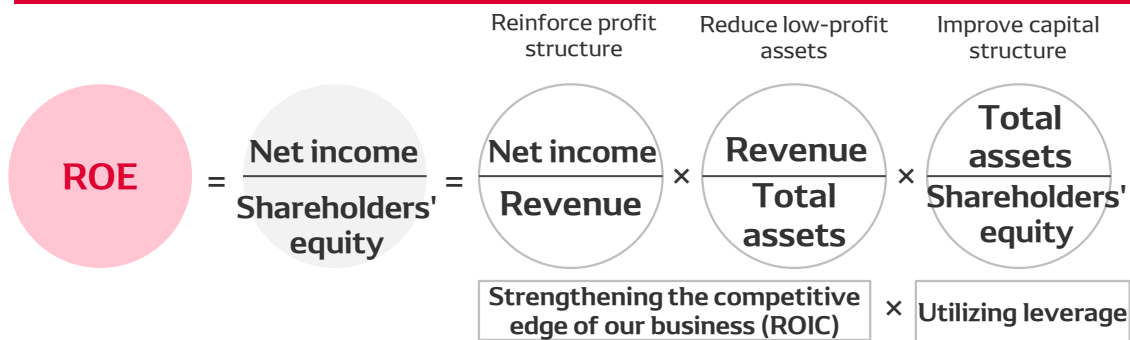 Reinforce profit
structure
Reduce low-profit
assets
Improve capital
structure
ROE
=
Net income
Shareholders'
equity
=
Net income
Revenue
×
Revenue
Total
assets
×
Total
assets
Shareholders'
equity
Strengthening the competitive
edge of our business (ROIC)
×
Utilizing leverage